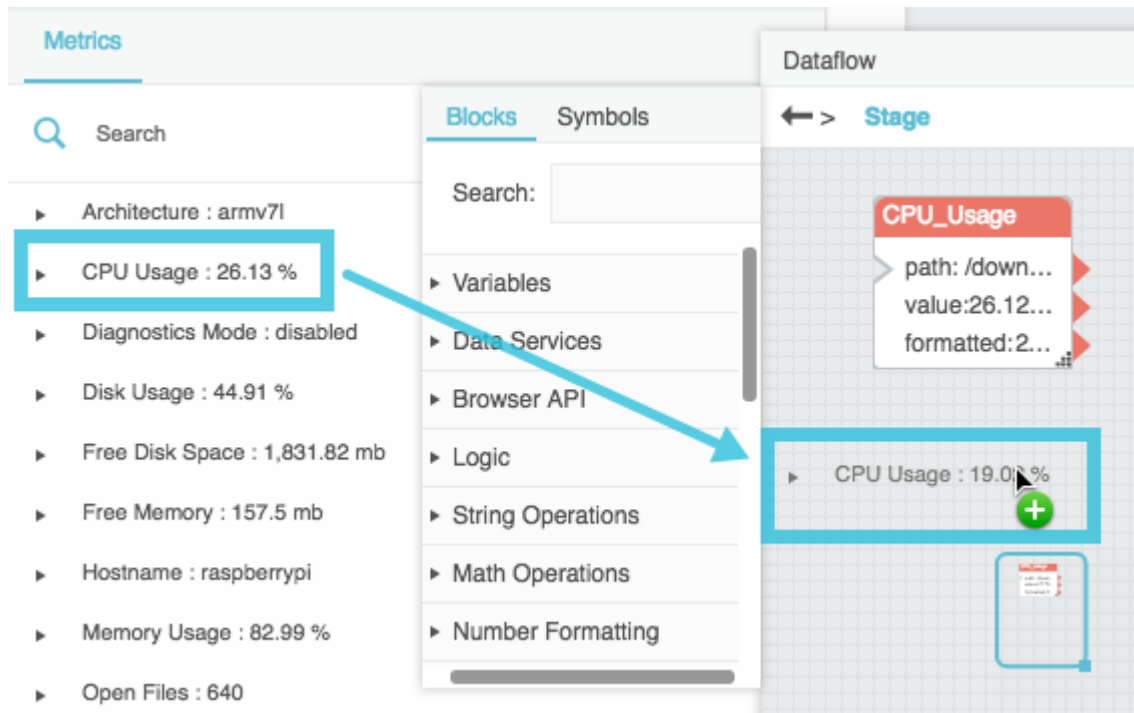 Metrics
Search
Architecture : armv7l
CPU Usage : 26.13 %
Diagnostics Mode : disabled
Disk Usage : 44.91 %
Free Disk Space : 1,831.82 mb
Free Memory : 157.5 mb
Hostname : raspberrypi
Memory Usage : 82.99 %
Open Files : 640
Blocks Symbols
Search:
Variables
Data Services
Browser API
Logic
String Operations
Math Operations
Number Formatting
Dataflow
> Stage
CPU_Usage
path: /down...
value:26.12...
formatted:2...
CPU Usage : %